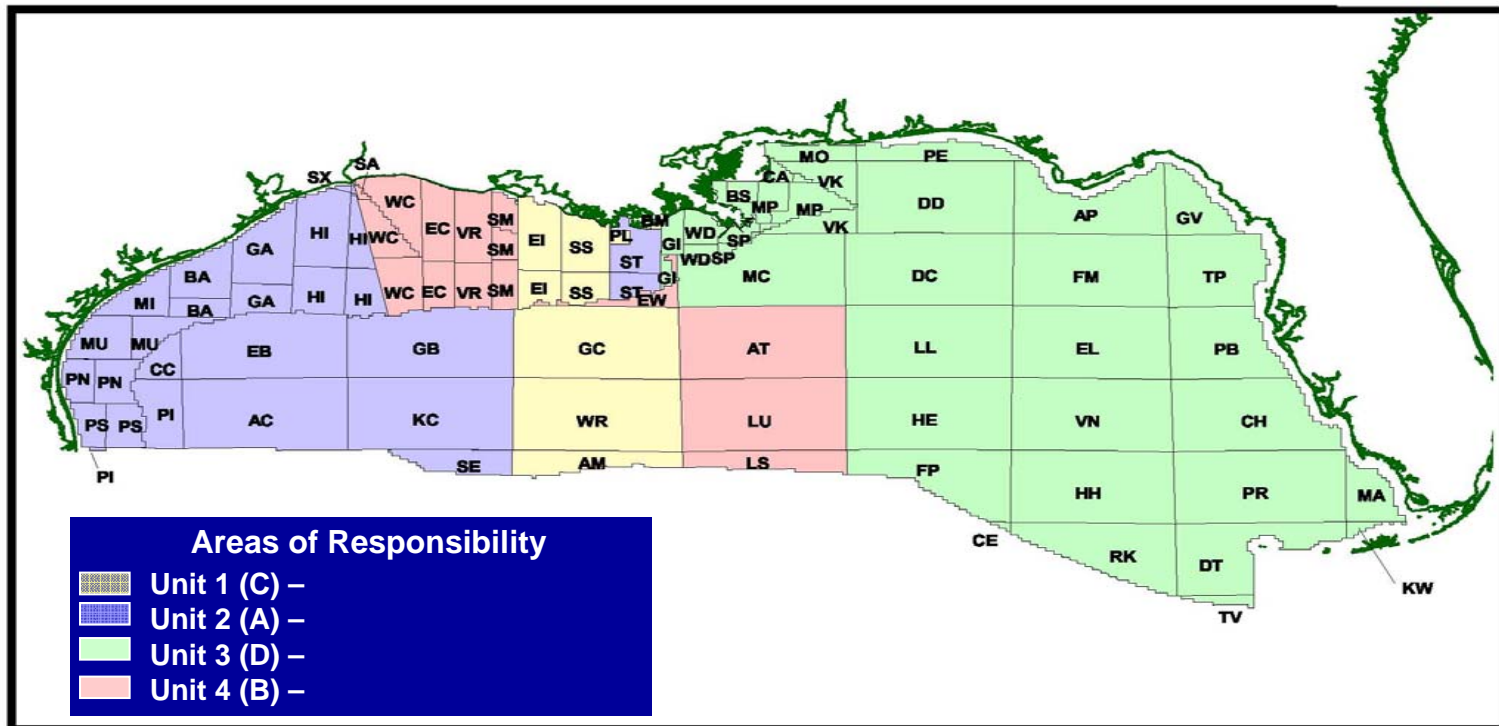 MO PE
SA
SX CA VK
WC BS DD
MP MP AP GV
HI EC VR SM BM VK
GA HI WC EI SS PL GI WD SP
BA SM ST WD SP
MI GA HI HI WC EC VR SM EI SS ST GI MC DC FM TP
BA EW
MU MU EB GB GC AT LL EL PB
CC
PN PN
PS PS PI AC KC WR LU HE VN CH
PI SE AM LS FP
HH PR MA
CE
RK DT
KW
TV
Areas of Responsibility
Unit 1 (C) –
Unit 2 (A) –
Unit 3 (D) –
Unit 4 (B) –